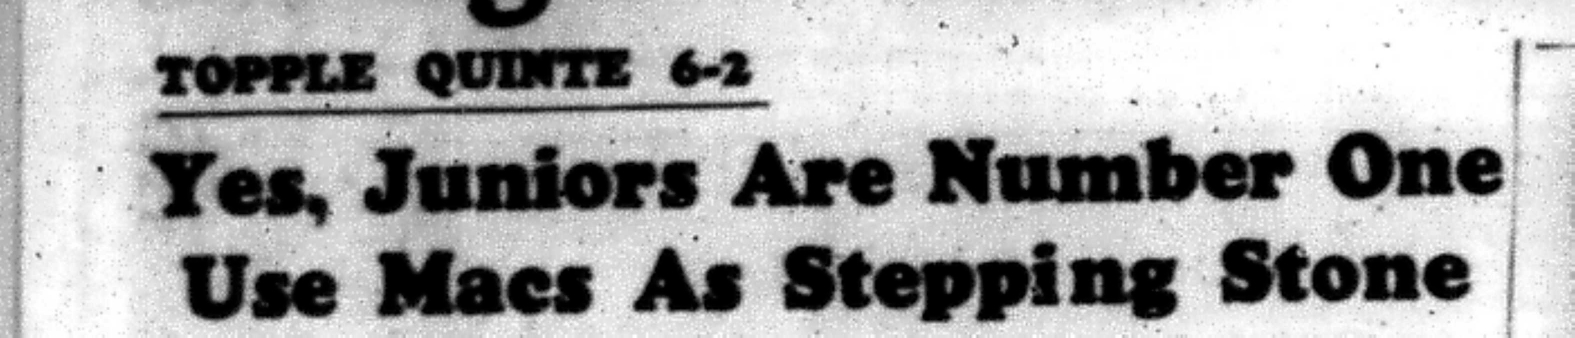 TOPPLE QUINTE 6-2
Yes, Juniors Are Number One
Use Macs As Stepping Stone